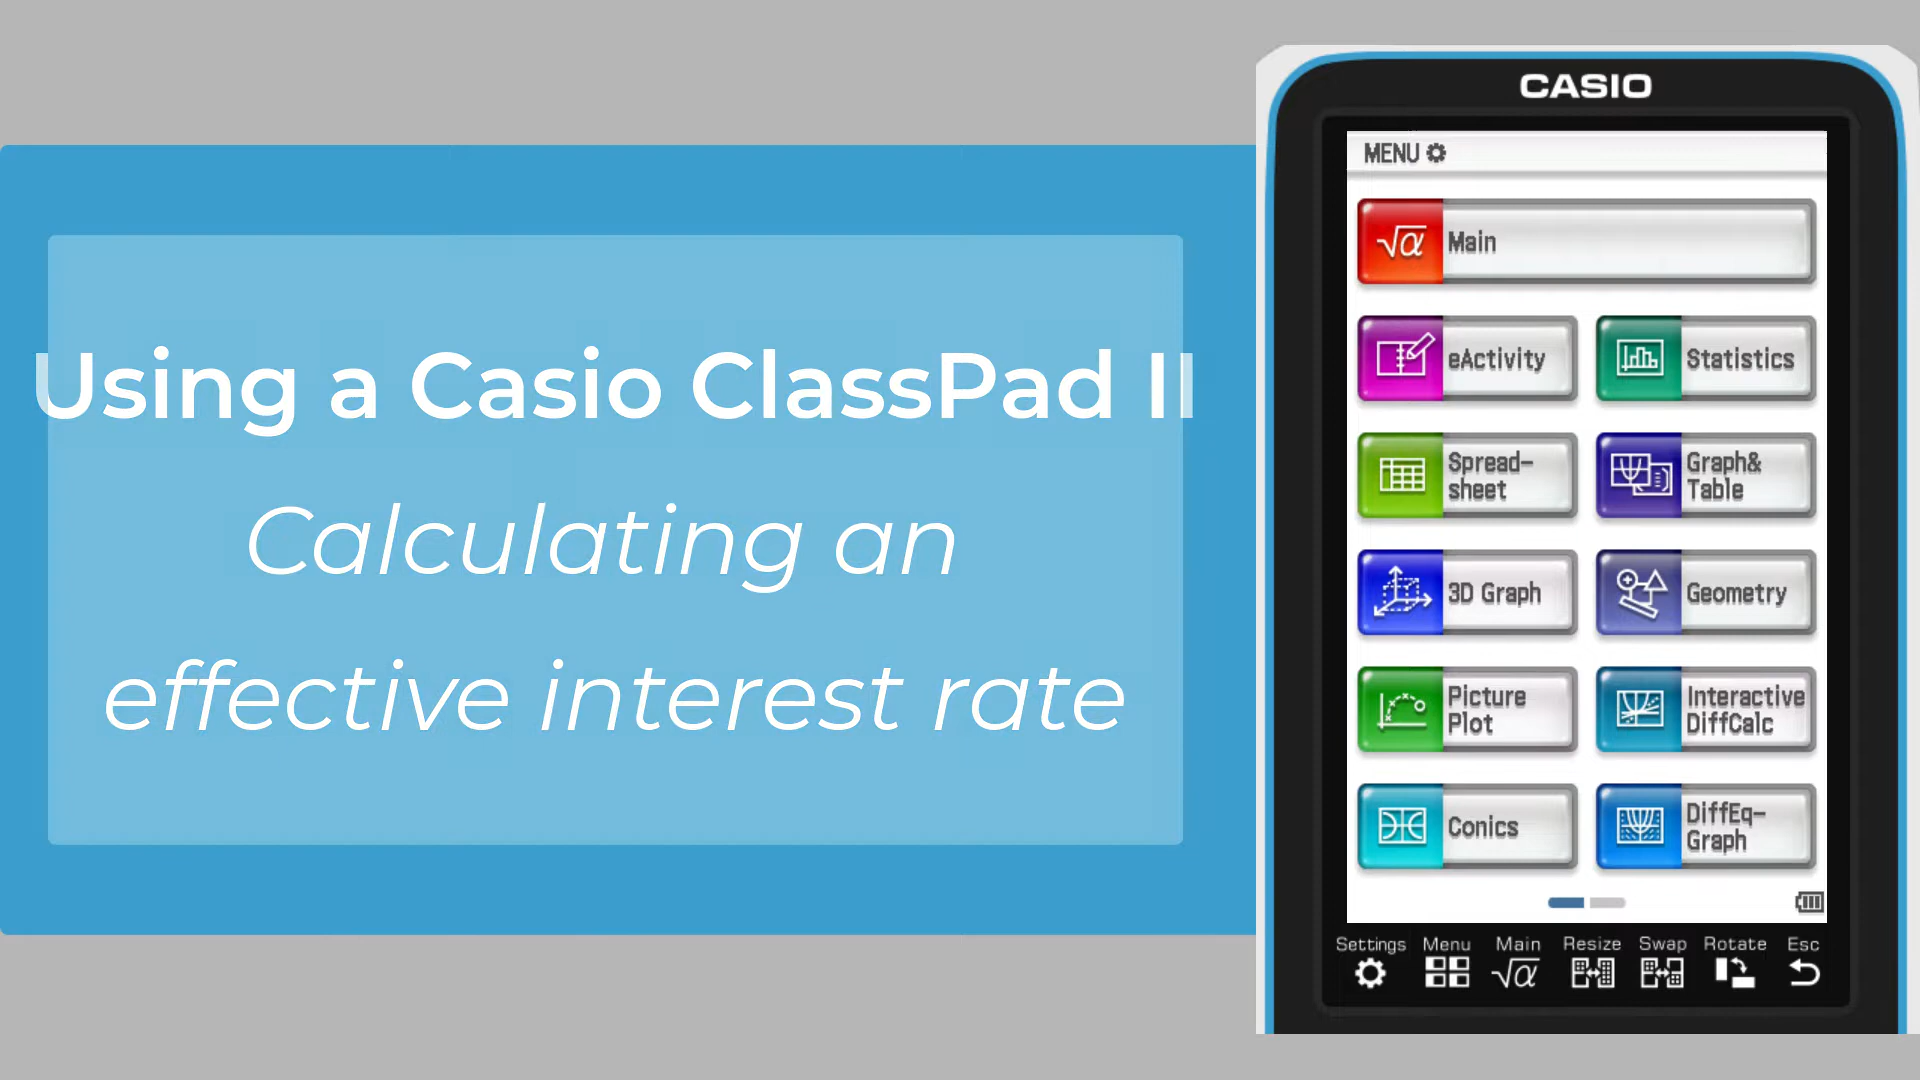 Using a Casio ClassPad II
Calculating an
effective interest rate
CASIO
MENU
√α Main
eActivity
Statistics
Spread-
sheet
Graph&
Table
3D Graph
Geometry
Picture
Plot
Interactive
DiffCalc
Conics
DiffEq-
Graph
Settings Menu Main Resize Swap Rotate Esc
√α